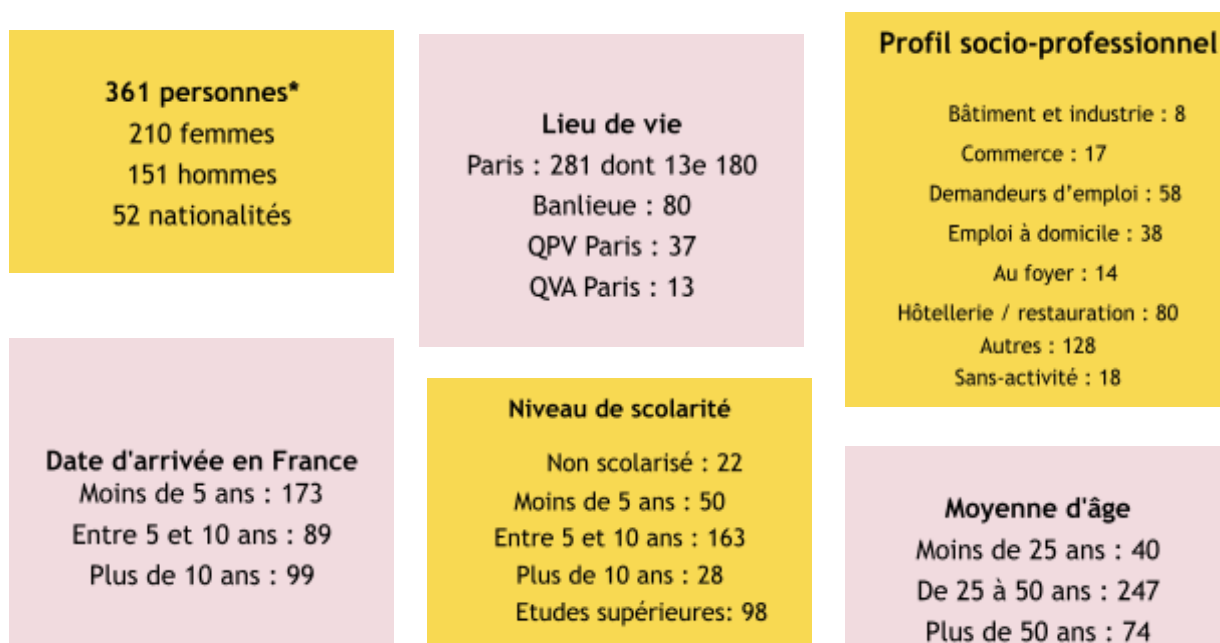 361 personnes*
210 femmes
151 hommes
52 nationalités
Lieu de vie
Paris : 281 dont 13e 180
Banlieue : 80
QPV Paris : 37
QVA Paris : 13
Profil socio-professionnel
Bâtiment et industrie : 8
Commerce : 17
Demandeurs d’emploi : 58
Emploi à domicile : 38
Au foyer : 14
Hôtellerie / restauration : 80
Autres : 128
Sans-activité : 18
Date d'arrivée en France
Moins de 5 ans : 173
Entre 5 et 10 ans : 89
Plus de 10 ans : 99
Niveau de scolarité
Non scolarisé : 22
Moins de 5 ans : 50
Entre 5 et 10 ans : 163
Plus de 10 ans : 28
Etudes supérieures: 98
Moyenne d'âge
Moins de 25 ans : 40
De 25 à 50 ans : 247
Plus de 50 ans : 74